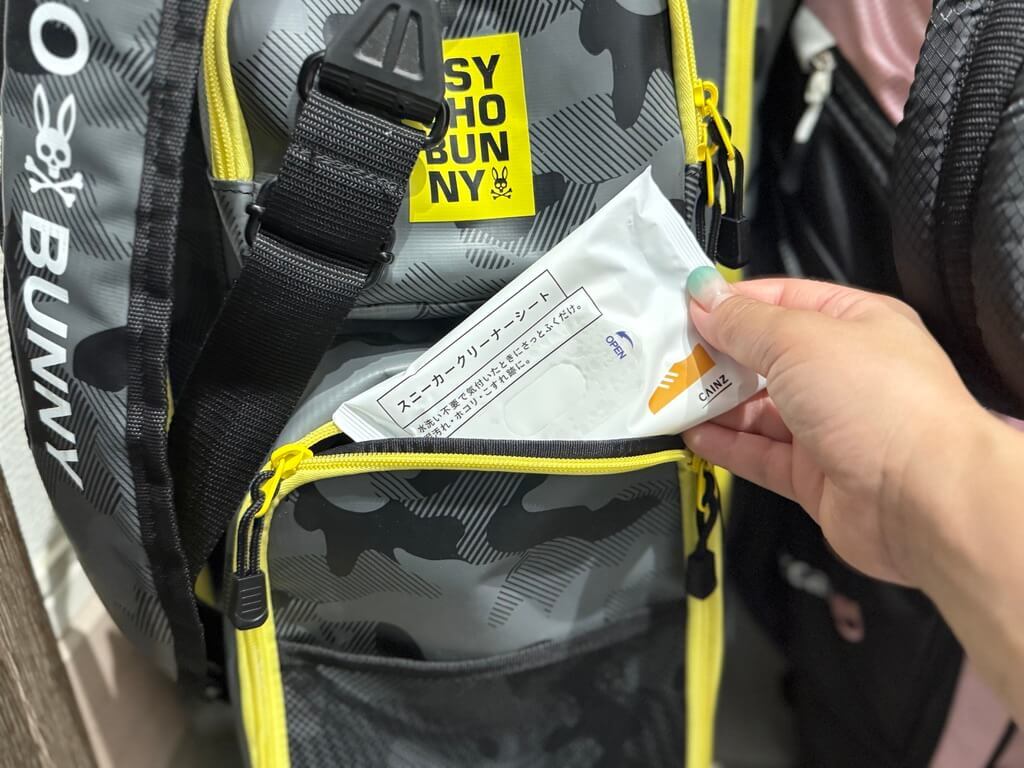 O
BUNNY
SY
HO
BUN
NY
スニーカークリーナーシート
水洗い不要で気付いたときにさっとふくだけ。
汚れ・ホコリ・こすれ跡に。
OPEN
CAINZ